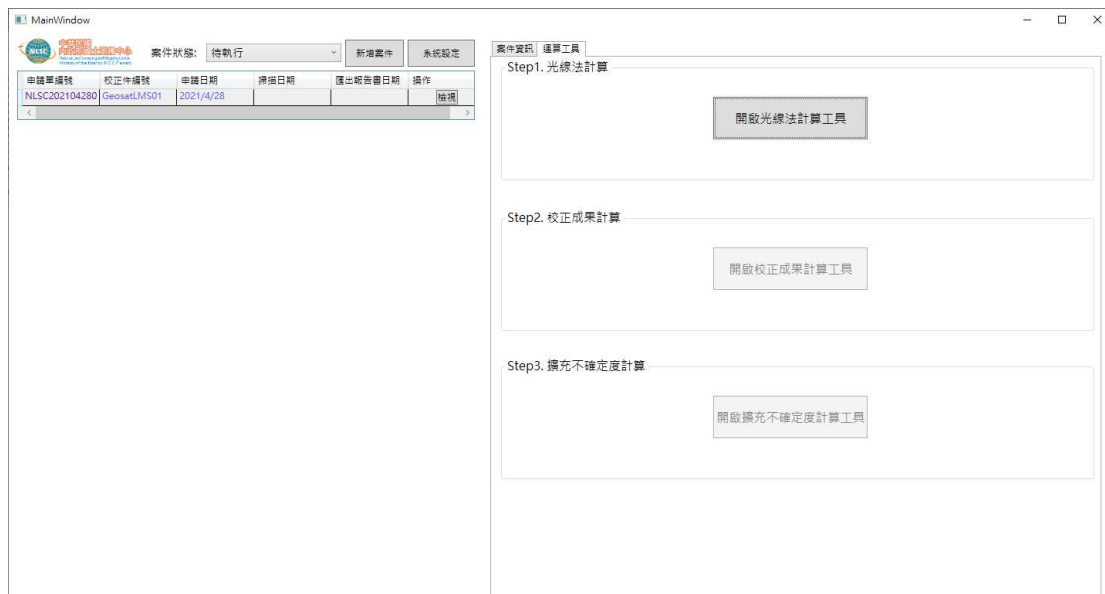 MainWindow
NLSC
案件狀態: 待執行 新增案件 系統設定
申請單編號 校正件編號 申請日期 掃描日期 匯出報告書日期 操作
NLSC202104280 GeosatLMS01 2021/4/28 檢視
案件資訊 運算工具
Step1. 光線法計算
開啟光線法計算工具
Step2. 校正成果計算
開啟校正成果計算工具
Step3. 擴充不確定度計算
開啟擴充不確定度計算工具